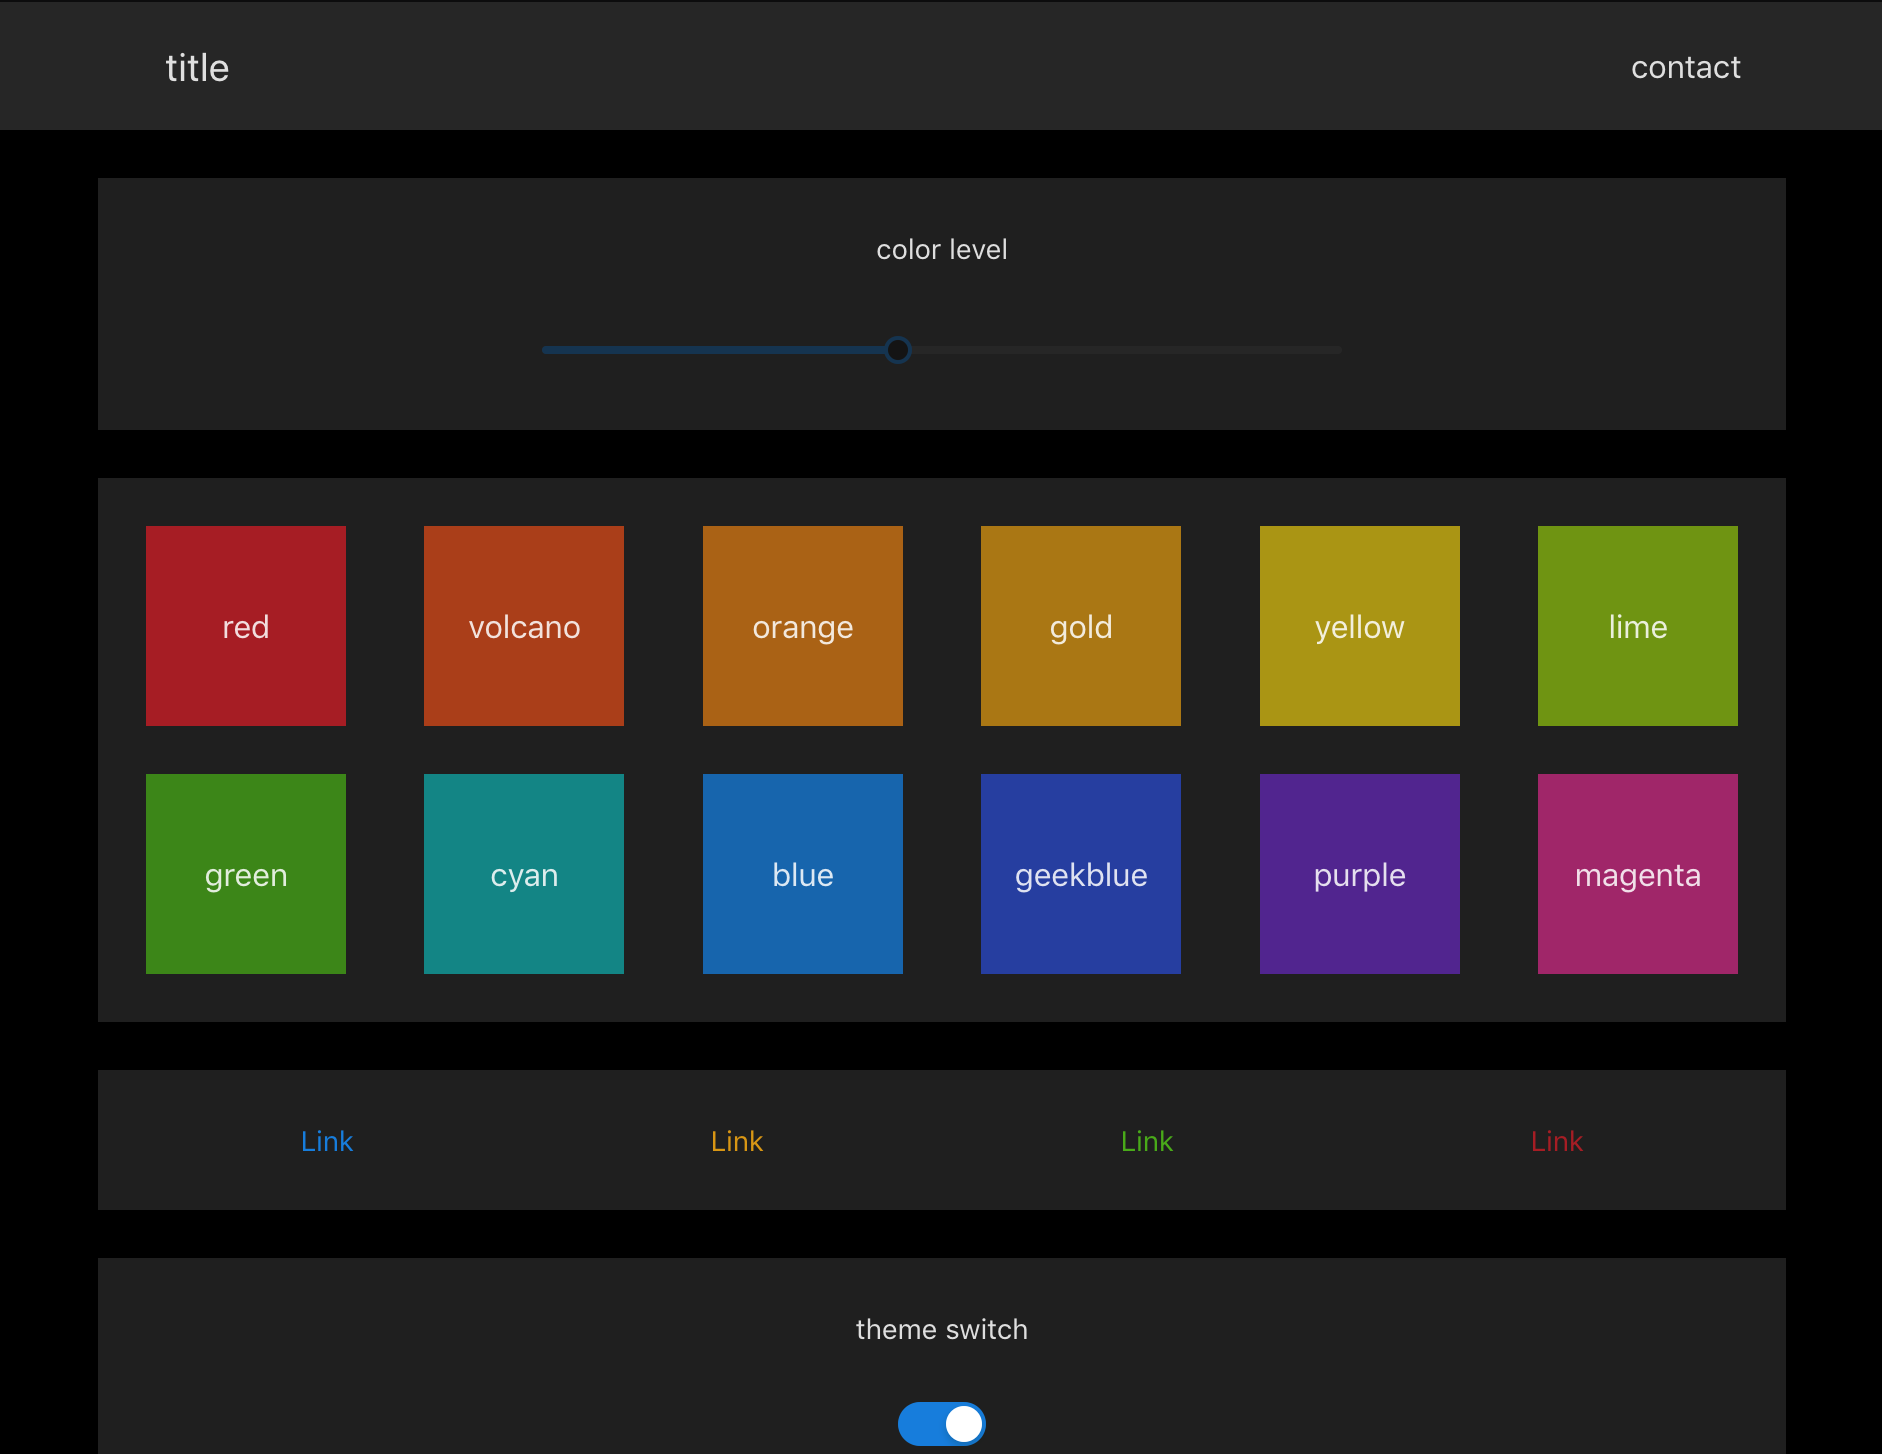 title
contact
color level
red
volcano
orange
gold
yellow
lime
green
cyan
blue
geekblue
purple
magenta
Link
Link
Link
Link
theme switch